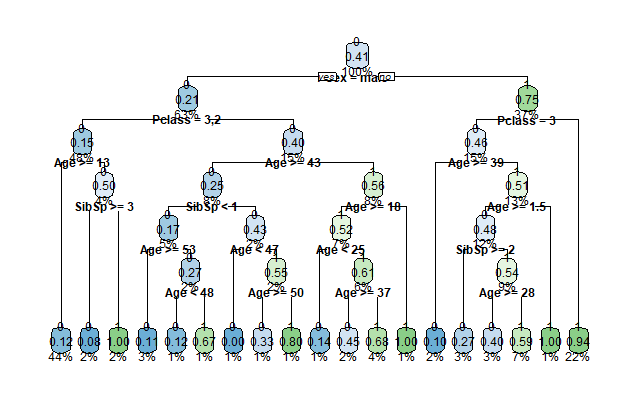 0
0.41
100%
yes Sex = male no
0 1
0.21 0.75
63% 37%
Pclass = 3,2 Pclass = 3
0 0 0
0.15 0.40 0.46
48% 15% 15%
Age >= 13 Age >= 43 Age >= 39
0 0 1 1
0.50 0.25 0.56 0.51
4% 8% 8% 13%
SibSp >= 3 SibSp < 1 Age >= 18 Age >= 1.5
0 0 1 0
0.17 0.43 0.52 0.48
5% 2% 7% 12%
Age >= 53 Age < 47 Age < 25 SibSp >= 2
0 1 1 1
0.27 0.55 0.61 0.54
2% 2% 6% 9%
Age < 48 Age >= 50 Age >= 37 Age >= 28
0 0 1 0 0 1 0 0 1 0 0 1 1 0 0 0 1 1 1
0.12 0.08 1.00 0.11 0.12 0.67 0.00 0.33 0.80 0.14 0.45 0.68 1.00 0.10 0.27 0.40 0.59 1.00 0.94
44% 2% 2% 3% 1% 1% 1% 1% 1% 1% 2% 4% 1% 2% 3% 3% 7% 1% 22%